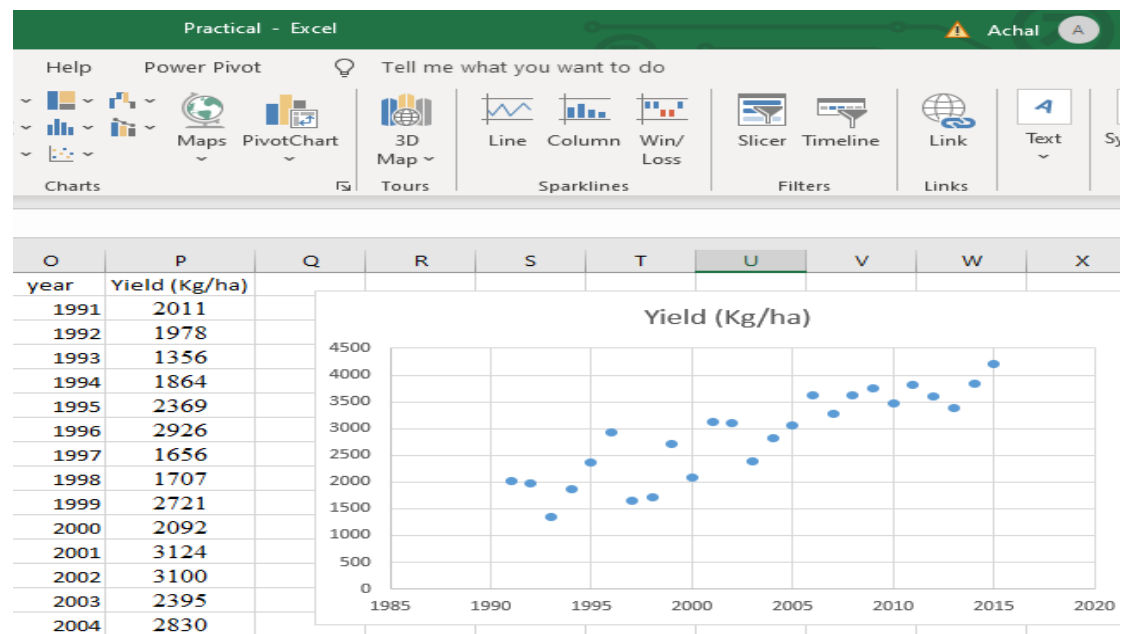 Practical - Excel
Achal A
Help Power Pivot Tell me what you want to do
Maps PivotChart 3D Map Line Column Win/ Loss Slicer Timeline Link Text
Charts Tours Sparklines Filters Links
O P Q R S T U V W X
year Yield (Kg/ha)
1991 2011
1992 1978
1993 1356
1994 1864
1995 2369
1996 2926
1997 1656
1998 1707
1999 2721
2000 2092
2001 3124
2002 3100
2003 2395
2004 2830
Yield (Kg/ha)
4500
4000
3500
3000
2500
2000
1500
1000
500
0
1985 1990 1995 2000 2005 2010 2015 2020